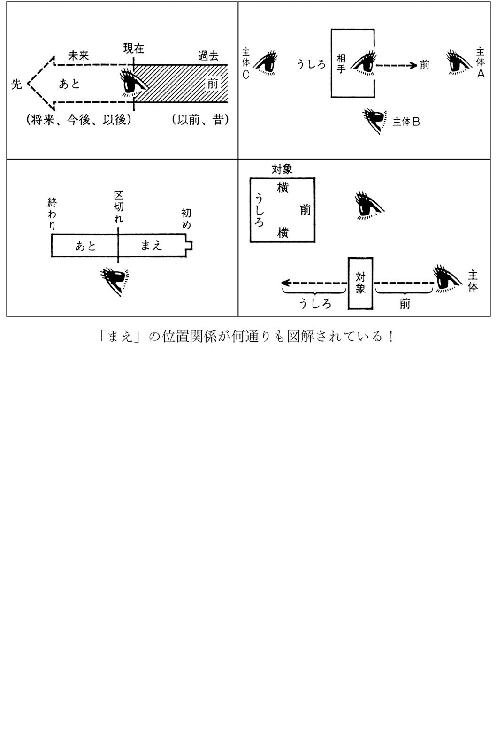 現在
未来
過去
先
あと
前
(将来、今後、以後)
(以前、昔)
主体C
うしろ
相手
前
主体A
主体B
終わり
区切れ
初め
あと
まえ
対象
うしろ
横
前
横
対象
主体
うしろ
前
「まえ」の位置関係が何通りも図解されている！